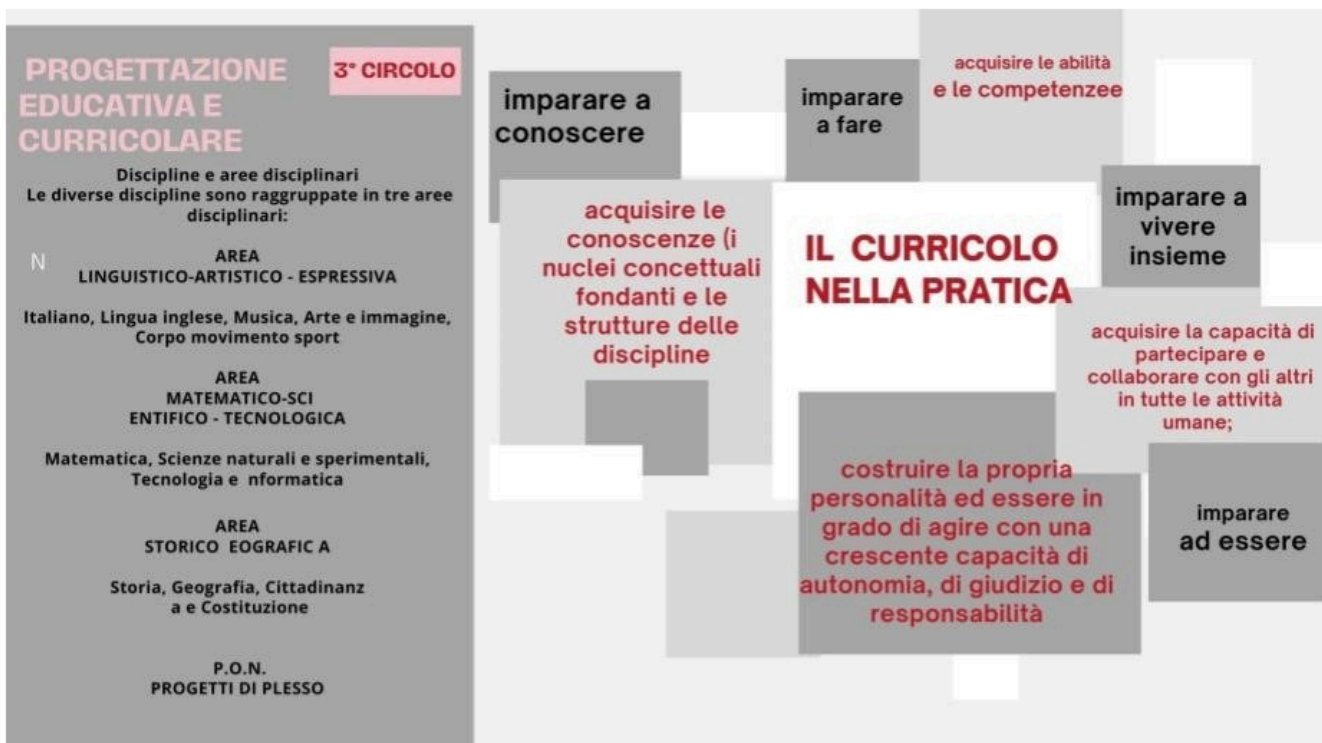 PROGETTAZIONE
EDUCATIVA E
CURRICOLARE
3° CIRCOLO
Discipline e aree disciplinari
Le diverse discipline sono raggruppate in tre aree
disciplinari:
N
AREA
LINGUISTICO-ARTISTICO - ESPRESSIVA
Italiano, Lingua inglese, Musica, Arte e immagine,
Corpo movimento sport
AREA
MATEMATICO-SCI
ENTIFICO - TECNOLOGICA
Matematica, Scienze naturali e sperimentali,
Tecnologia e nformatica
AREA
STORICO EOGRAFIC A
Storia, Geografia, Cittadinanz
a e Costituzione
P.O.N.
PROGETTI DI PLESSO
imparare a
conoscere
acquisire le
conoscenze (i
nuclei concettuali
fondanti e le
strutture delle
discipline
imparare
a fare
acquisire le abilità
e le competenzee
IL CURRICOLO
NELLA PRATICA
imparare a
vivere
insieme
acquisire la capacità di
partecipare e
collaborare con gli altri
in tutte le attività
umane;
costruire la propria
personalità ed essere in
grado di agire con una
crescente capacità di
autonomia, di giudizio e di
responsabilità
imparare
ad essere